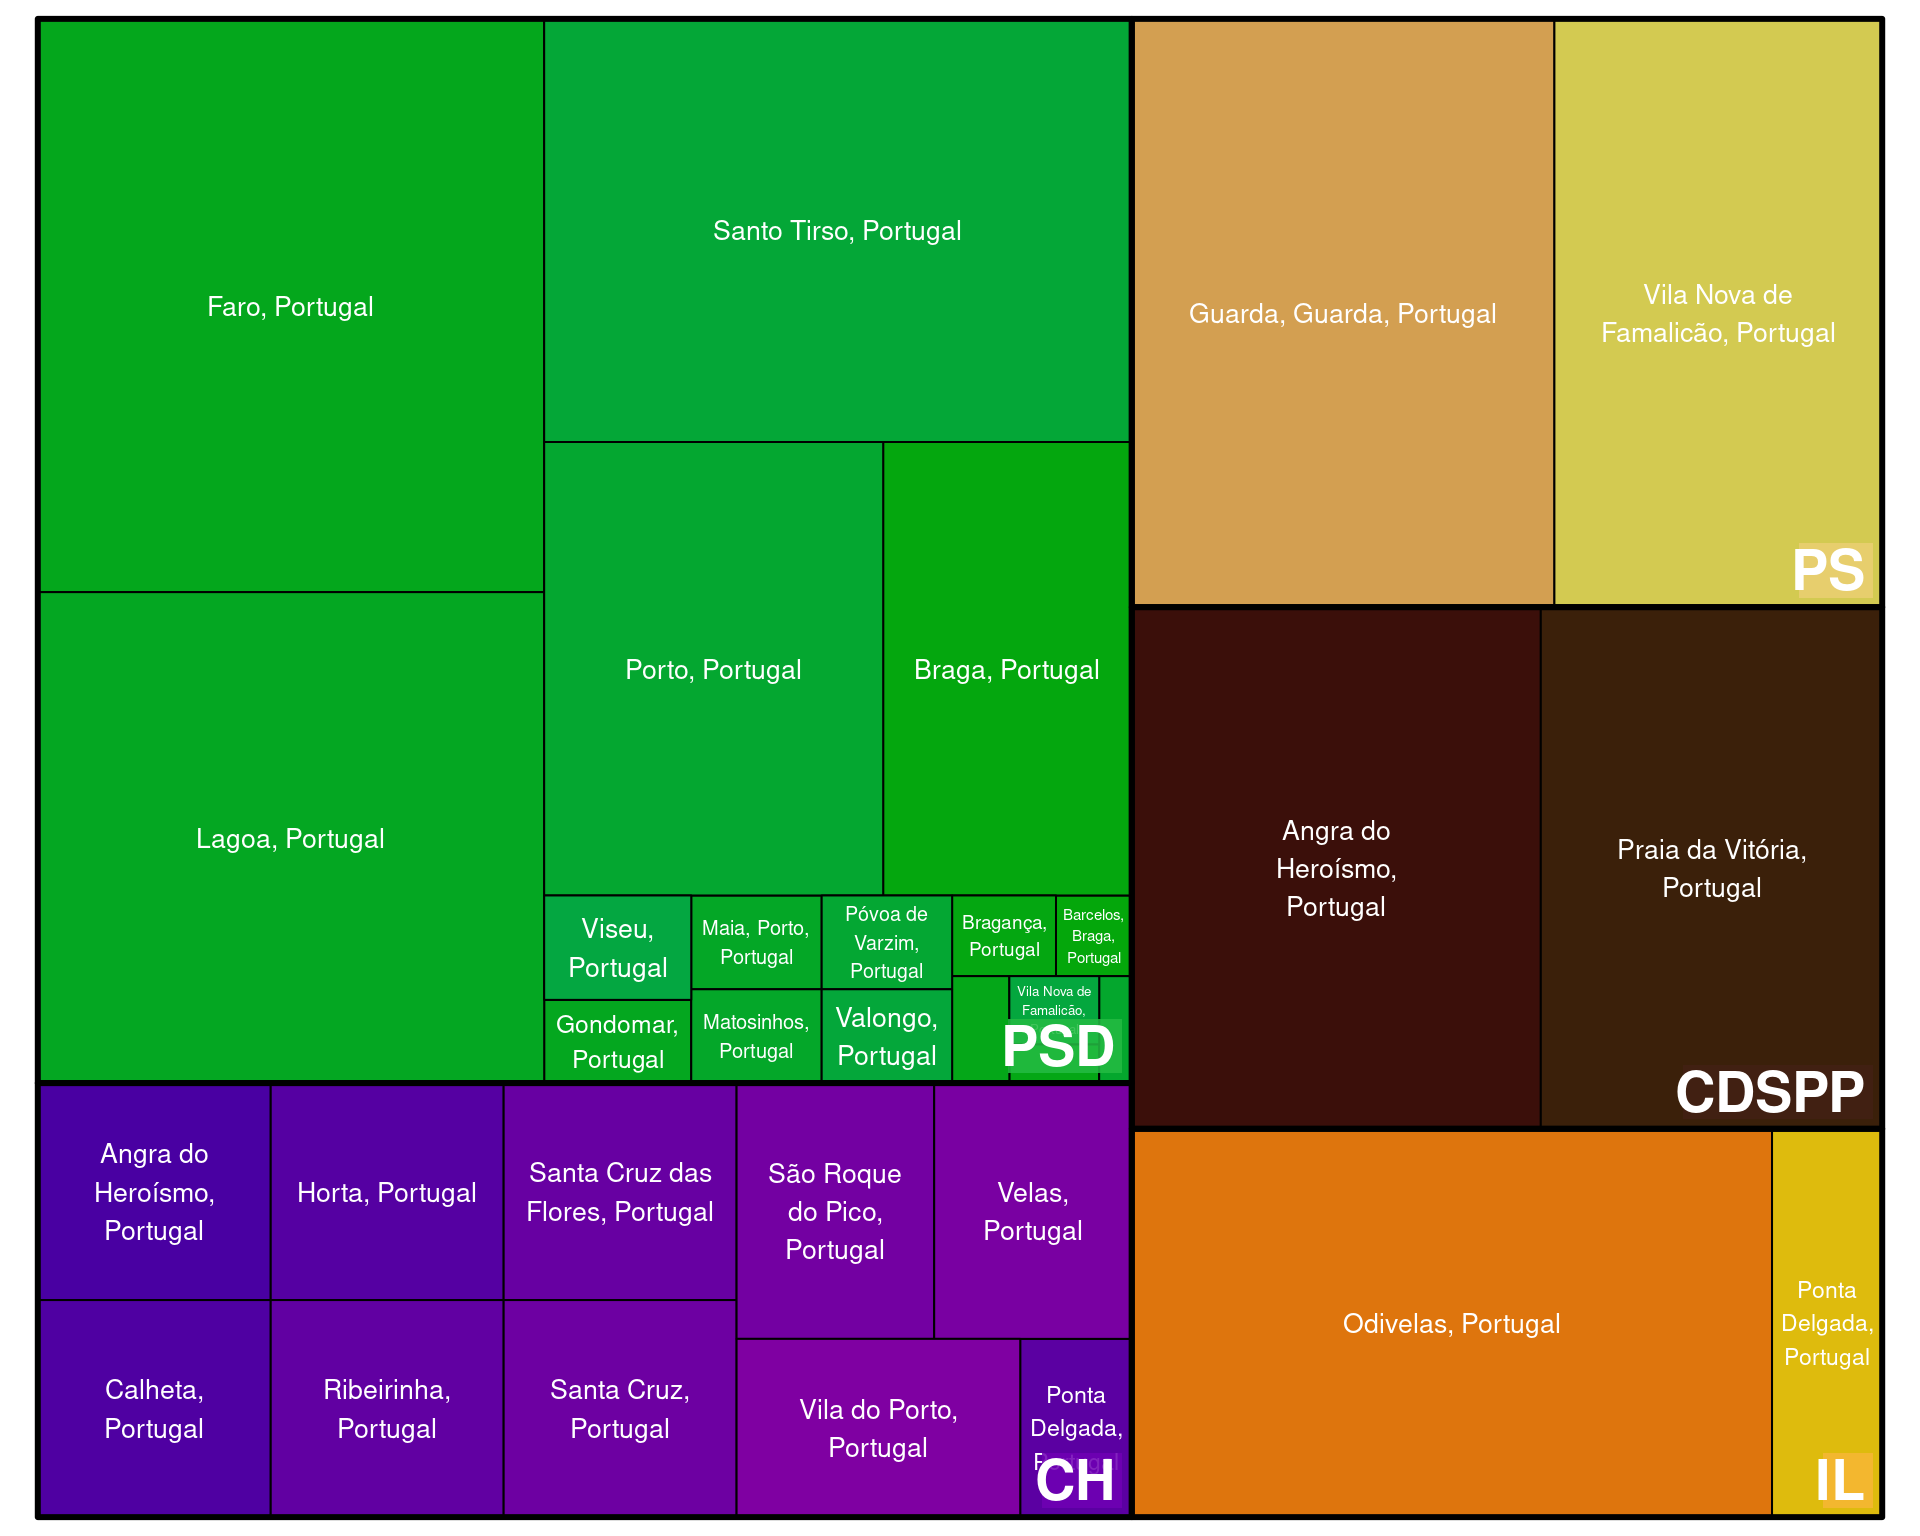 Faro, Portugal
Santo Tirso, Portugal
Lagoa, Portugal
Porto, Portugal
Braga, Portugal
Viseu,
Portugal
Gondomar,
Portugal
Maia, Porto,
Portugal
Matosinhos,
Portugal
Póvoa de
Varzim,
Portugal
Valongo,
Portugal
Bragança,
Portugal
Barcelos,
Braga,
Portugal
Vila Nova de
Famalicão,
PSD
Guarda, Guarda, Portugal
Vila Nova de
Famalicão, Portugal
PS
Angra do
Heroísmo,
Portugal
Praia da Vitória,
Portugal
CDSPP
Angra do
Heroísmo,
Portugal
Horta, Portugal
Santa Cruz das
Flores, Portugal
São Roque
do Pico,
Portugal
Velas,
Portugal
Calheta,
Portugal
Ribeirinha,
Portugal
Santa Cruz,
Portugal
Vila do Porto,
Portugal
Ponta
Delgada,
Portugal
CH
Odivelas, Portugal
Ponta
Delgada,
Portugal
IL